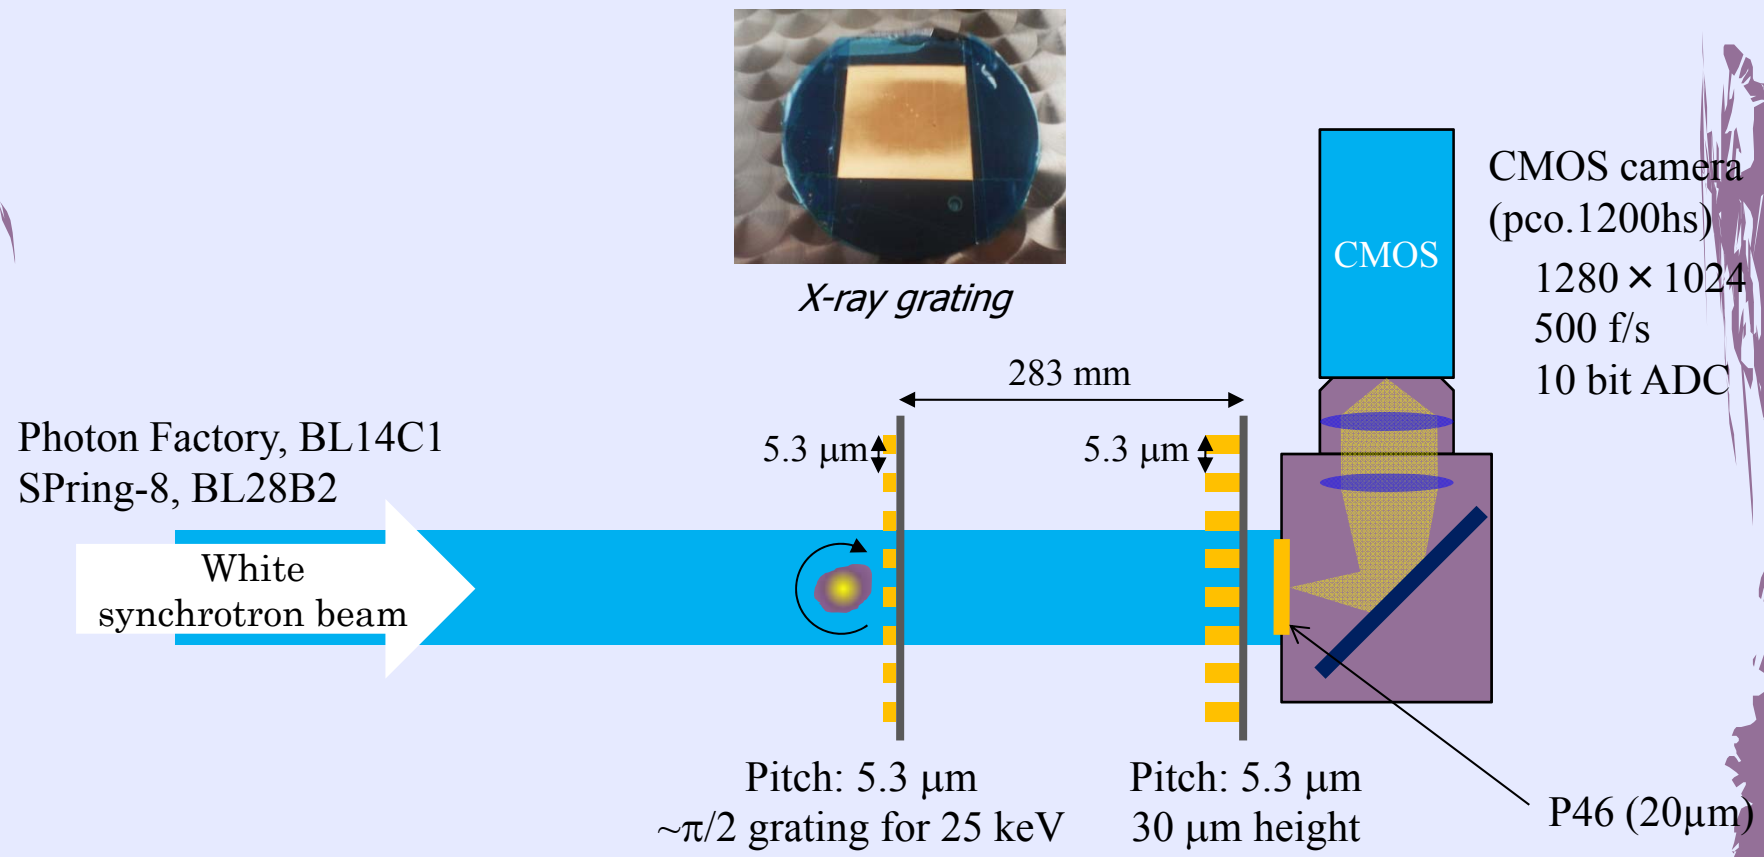 X-ray grating
CMOS
CMOS camera
(pco.1200hs)
1280 × 1024
500 f/s
10 bit ADC
283 mm
5.3 μm
5.3 μm
Photon Factory, BL14C1
SPring-8, BL28B2
White
synchrotron beam
Pitch: 5.3 μm
~π/2 grating for 25 keV
Pitch: 5.3 μm
30 μm height
P46 (20μm)